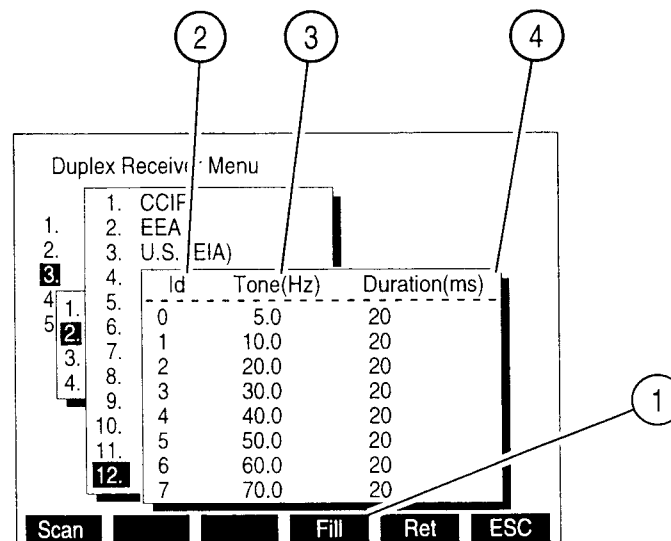 2 3 4
Duplex Receiver Menu
1. CCIF
1. 2. EEA
2. 3. U.S. EIA)
3. 4. Id Tone(Hz) Duration(ms)
4 1. 5. 0 5.0 20
5 2. 6. 1 10.0 20
3. 7. 2 20.0 20
4. 8. 3 30.0 20
9. 4 40.0 20
10. 5 50.0 20
11. 6 60.0 20
12. 7 70.0 20
1
Scan Fill Ret ESC